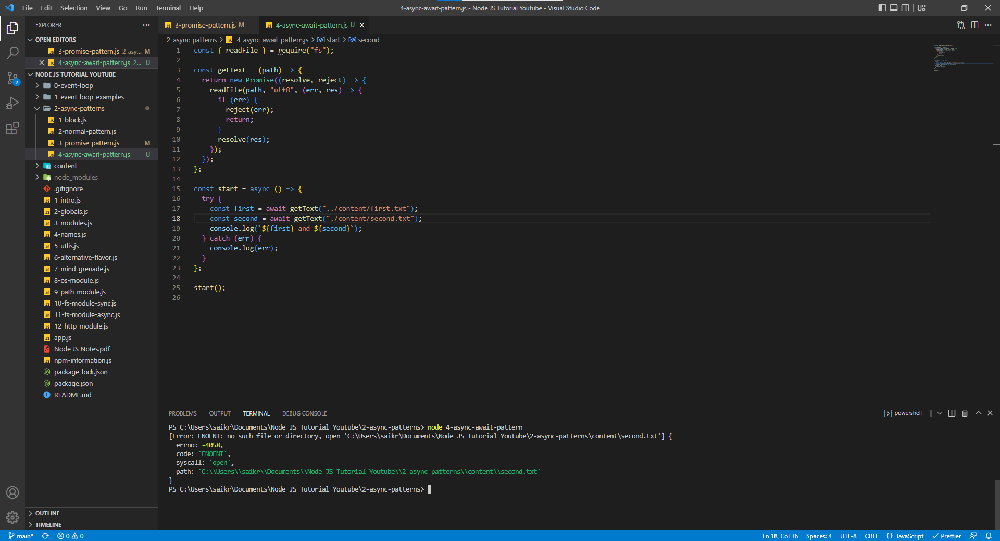 File Edit Selection View Go Run Terminal Help
4-async-await-pattern.js - Node JS Tutorial Youtube - Visual Studio Code
EXPLORER
OPEN EDITORS
3-promise-pattern.js 2-asy... M
4-async-await-pattern.js 2... U
NODE JS TUTORIAL YOUTUBE
0-event-loop
1-event-loop-examples
2-async-patterns
1-block.js
2-normal-pattern.js
3-promise-pattern.js M
4-async-await-pattern.js U
content
node_modules
.gitignore
1-intro.js
2-globals.js
3-modules.js
4-names.js
5-utlis.js
6-alternative-flavor.js
7-mind-grenade.js
8-os-module.js
9-path-module.js
10-fs-module-sync.js
11-fs-module-async.js
12-http-module.js
app.js
Node JS Notes.pdf
npm-information.js
package-lock.json
package.json
README.md
OUTLINE
TIMELINE
3-promise-pattern.js M
4-async-await-pattern.js U
2-async-patterns > JS 4-async-await-pattern.js > start > second
1 const { readFile } = require("fs");
2
3 const getText = (path) => {
4 return new Promise((resolve, reject) => {
5 readFile(path, "utf8", (err, res) => {
6 if (err) {
7 reject(err);
8 return;
9 }
10 resolve(res);
11 });
12 });
13 };
14
15 const start = async () => {
16 try {
17 const first = await getText("../content/first.txt");
18 const second = await getText("./content/second.txt");
19 console.log(`${first} and ${second}`);
20 } catch (err) {
21 console.log(err);
22 }
23 };
24
25 start();
26
PROBLEMS OUTPUT TERMINAL DEBUG CONSOLE
powershell
PS C:\Users\saikr\Documents\Node JS Tutorial Youtube\2-async-patterns> node 4-async-await-pattern
[Error: ENOENT: no such file or directory, open 'C:\Users\saikr\Documents\Node JS Tutorial Youtube\2-async-patterns\content\second.txt'] {
errno: -4058,
code: 'ENOENT',
syscall: 'open',
path: 'C:\\Users\\saikr\\Documents\\Node JS Tutorial Youtube\\2-async-patterns\\content\\second.txt'
}
PS C:\Users\saikr\Documents\Node JS Tutorial Youtube\2-async-patterns>
main* 0 0
Ln 18, Col 36 Spaces: 4 UTF-8 CRLF {} JavaScript Prettier